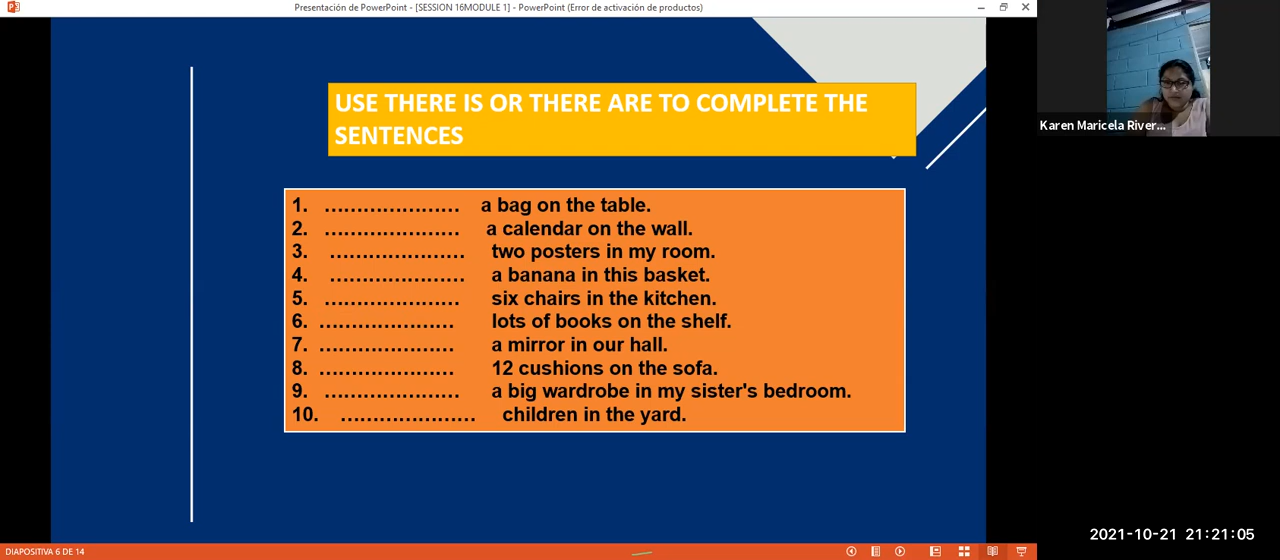 Presentación de PowerPoint - [SESSION 16MODULE 1] - PowerPoint (Error de activación de productos)
USE THERE IS OR THERE ARE TO COMPLETE THE
SENTENCES
Karen Maricela River...
1. ..................... a bag on the table.
2. ..................... a calendar on the wall.
3. ..................... two posters in my room.
4. ..................... a banana in this basket.
5. ..................... six chairs in the kitchen.
6. ..................... lots of books on the shelf.
7. ..................... a mirror in our hall.
8. ..................... 12 cushions on the sofa.
9. ..................... a big wardrobe in my sister's bedroom.
10. ..................... children in the yard.
2021-10-21 21:21:05
DIAPOSITIVA 6 DE 14